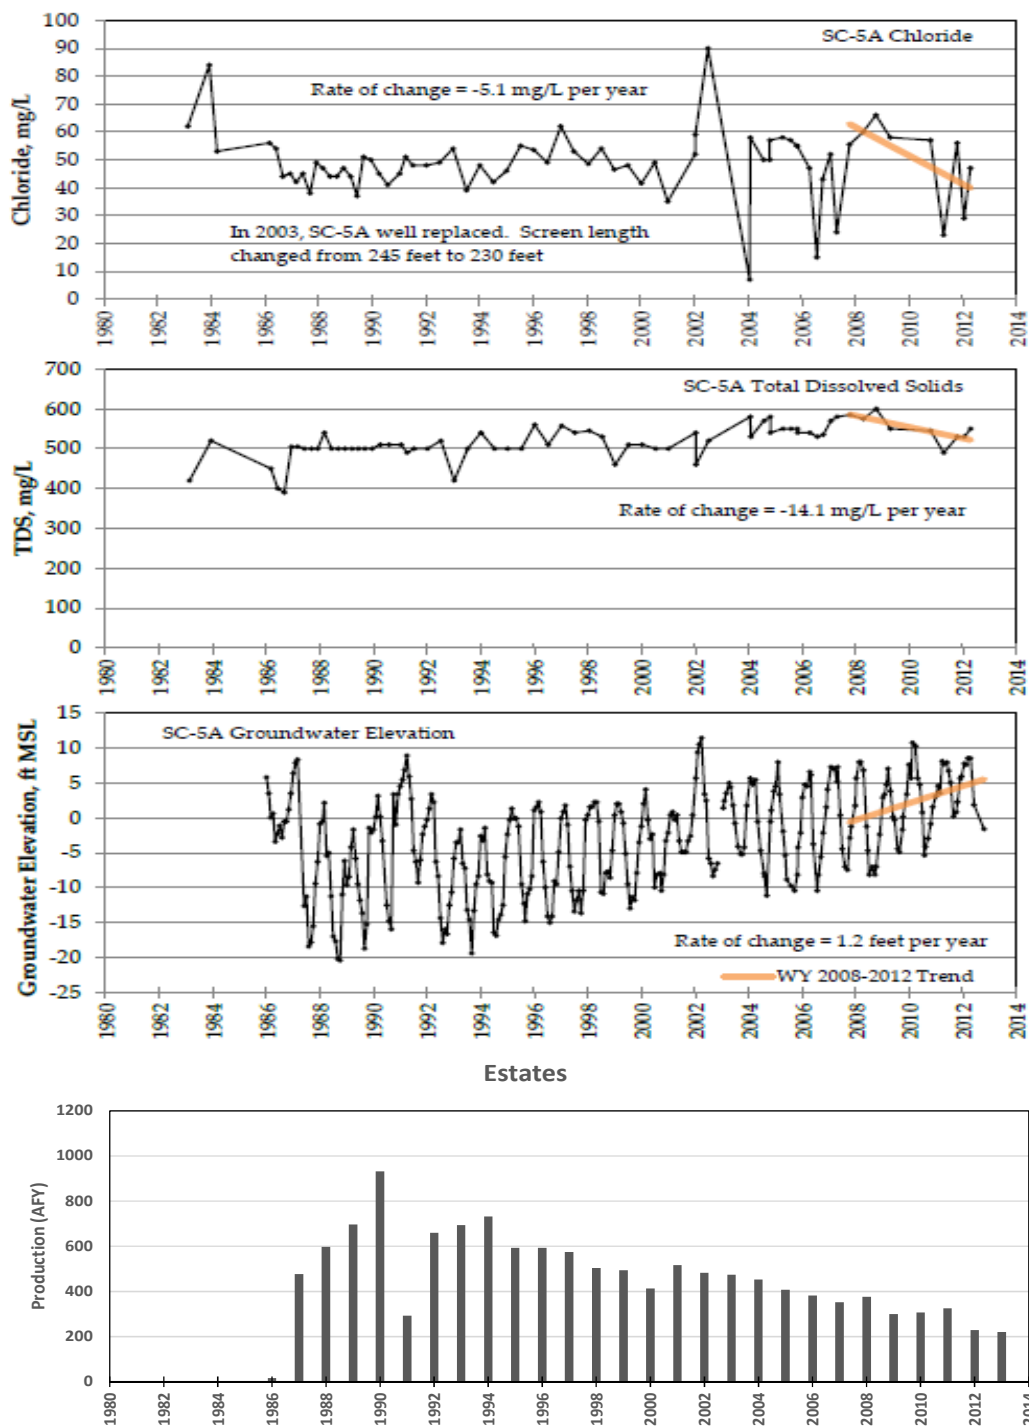 SC-5A Chloride
Rate of change = -5.1 mg/L per year
In 2003, SC-5A well replaced. Screen length
changed from 245 feet to 230 feet
Chloride, mg/L
100
90
80
70
60
50
40
30
20
10
0
1980 1982 1984 1986 1988 1990 1992 1994 1996 1998 2000 2002 2004 2006 2008 2010 2012 2014
SC-5A Total Dissolved Solids
Rate of change = -14.1 mg/L per year
TDS, mg/L
700
600
500
400
300
200
100
0
1980 1982 1984 1986 1988 1990 1992 1994 1996 1998 2000 2002 2004 2006 2008 2010 2012 2014
SC-5A Groundwater Elevation
Rate of change = 1.2 feet per year
WY 2008-2012 Trend
Groundwater Elevation, ft MSL
15
10
5
0
-5
-10
-15
-20
-25
1980 1982 1984 1986 1988 1990 1992 1994 1996 1998 2000 2002 2004 2006 2008 2010 2012 2014
Estates
Production (AFY)
1200
1000
800
600
400
200
0
1980 1982 1984 1986 1988 1990 1992 1994 1996 1998 2000 2002 2004 2006 2008 2010 2012 2014